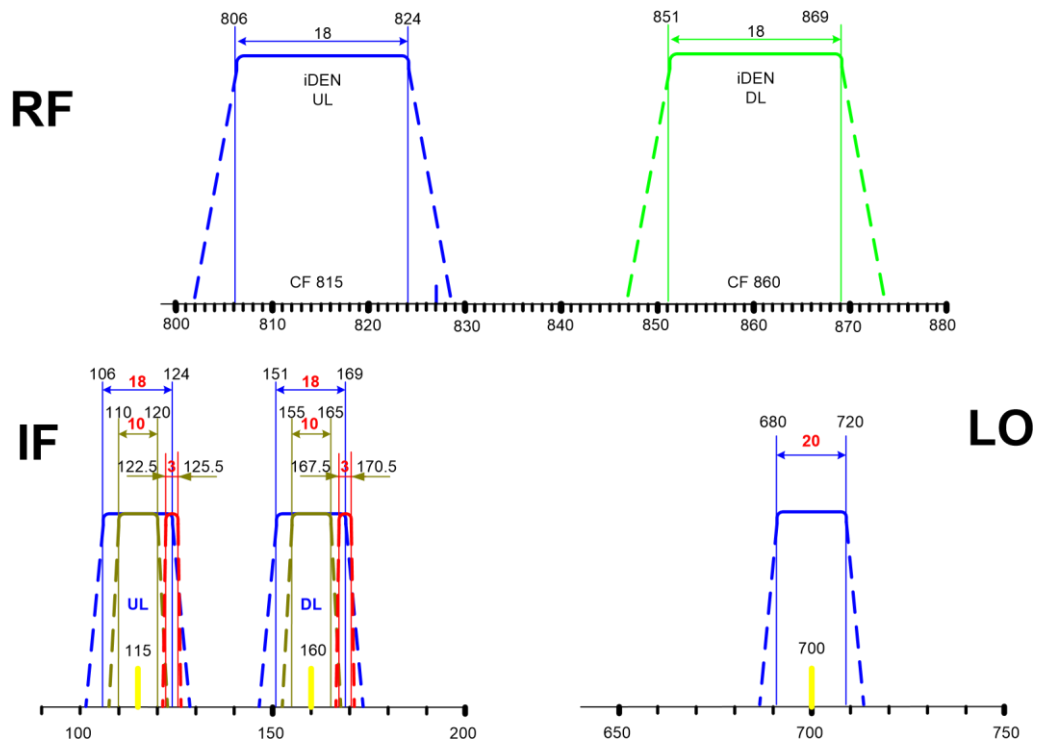 806 824 851 869
18 18
iDEN
UL
iDEN
DL
RF
CF 815 CF 860
800 810 820 830 840 850 860 870 880
106 18 124 151 18 169
110 120 155 165
10 10
680 720
IF
LO
20
122.5 3 125.5 167.5 3 170.5
UL DL
115 160 700
100 150 200 650 700 750